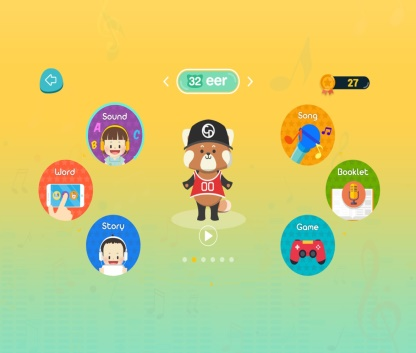 32 eer
27
Sound
A
B
C
Song
Word
Booklet
00
Story
Game